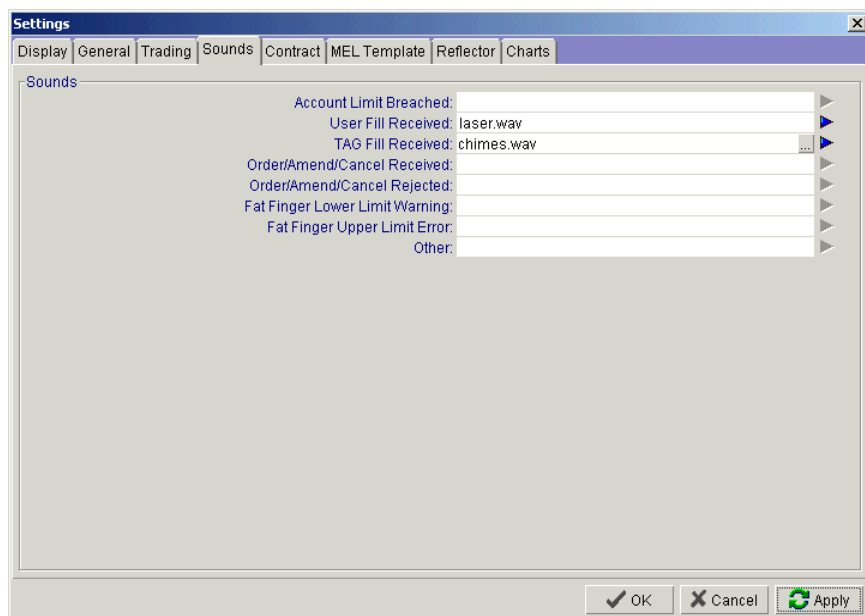 Settings
Display General Trading Sounds Contract MEL Template Reflector Charts
Sounds
Account Limit Breached:
User Fill Received: laser.wav
TAG Fill Received: chimes.wav ...
Order/Amend/Cancel Received:
Order/Amend/Cancel Rejected:
Fat Finger Lower Limit Warning:
Fat Finger Upper Limit Error:
Other:
OK Cancel Apply